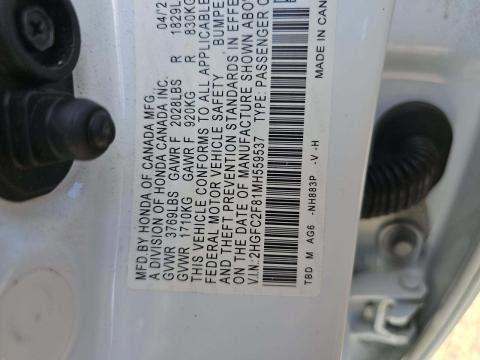 MFD.BY HONDA OF CANADA MFG. 04/2
A DIVISION OF HONDA CANADA INC.
GVWR 3769LBS GAWR F 2028LBS R 1829L
GVWR 1710KG GAWR F 920KG R 830KG
THIS VEHICLE CONFORMS TO ALL APPLICABLE
FEDERAL MOTOR VEHICLE SAFETY, BUMPE
AND THEFT PREVENTION STANDARDS IN EFFE
ON THE DATE OF MANUFACTURE SHOWN ABOV
V.I.N.:2HGFC2F81MH559537 TYPE: PASSENGER C
TBD M AG6 -NH883P -V-H MADE IN CAN